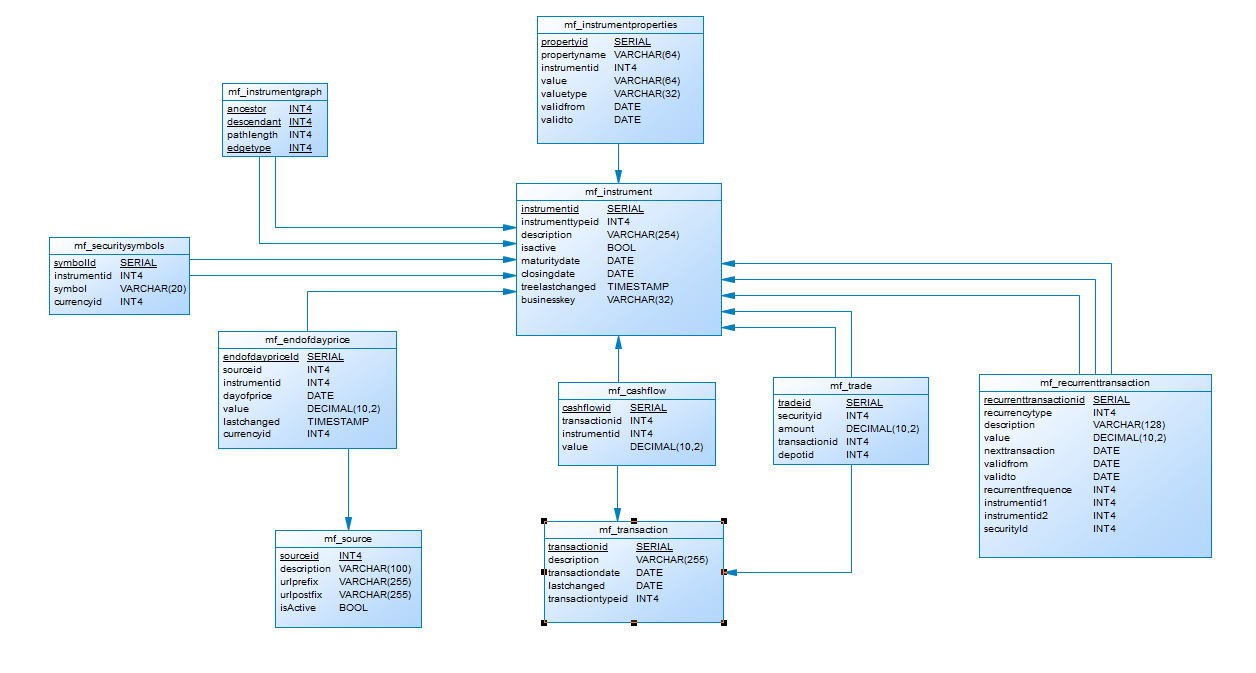 mf_instrumentproperties
propertyid SERIAL
propertyname VARCHAR(64)
instrumentid INT4
value VARCHAR(64)
valuetype VARCHAR(32)
validfrom DATE
validto DATE
mf_instrumentgraph
ancestor INT4
descendant INT4
pathlength INT4
edgetype INT4
mf_instrument
instrumentid SERIAL
instrumenttypeid INT4
description VARCHAR(254)
isactive BOOL
maturitydate DATE
closingdate DATE
treelastchanged TIMESTAMP
businesskey VARCHAR(32)
mf_securitysymbols
symbolId SERIAL
instrumentid INT4
symbol VARCHAR(20)
currencyid INT4
mf_endofdayprice
endofdaypriceId SERIAL
sourceid INT4
instrumentid INT4
dayofprice DATE
value DECIMAL(10,2)
lastchanged TIMESTAMP
currencyid INT4
mf_cashflow
cashflowid SERIAL
transactionid INT4
instrumentid INT4
value DECIMAL(10,2)
mf_trade
tradeid SERIAL
securityid INT4
amount DECIMAL(10,2)
transactionid INT4
depotid INT4
mf_recurrenttransaction
recurrenttransactionid SERIAL
recurrencytype INT4
description VARCHAR(128)
value DECIMAL(10,2)
nexttransaction DATE
validfrom DATE
validto DATE
recurrentfrequence INT4
instrumentid1 INT4
instrumentid2 INT4
securityId INT4
mf_source
sourceid INT4
description VARCHAR(100)
urlprefix VARCHAR(255)
urlpostfix VARCHAR(255)
isActive BOOL
mf_transaction
transactionid SERIAL
description VARCHAR(255)
transactiondate DATE
lastchanged DATE
transactiontypeid INT4